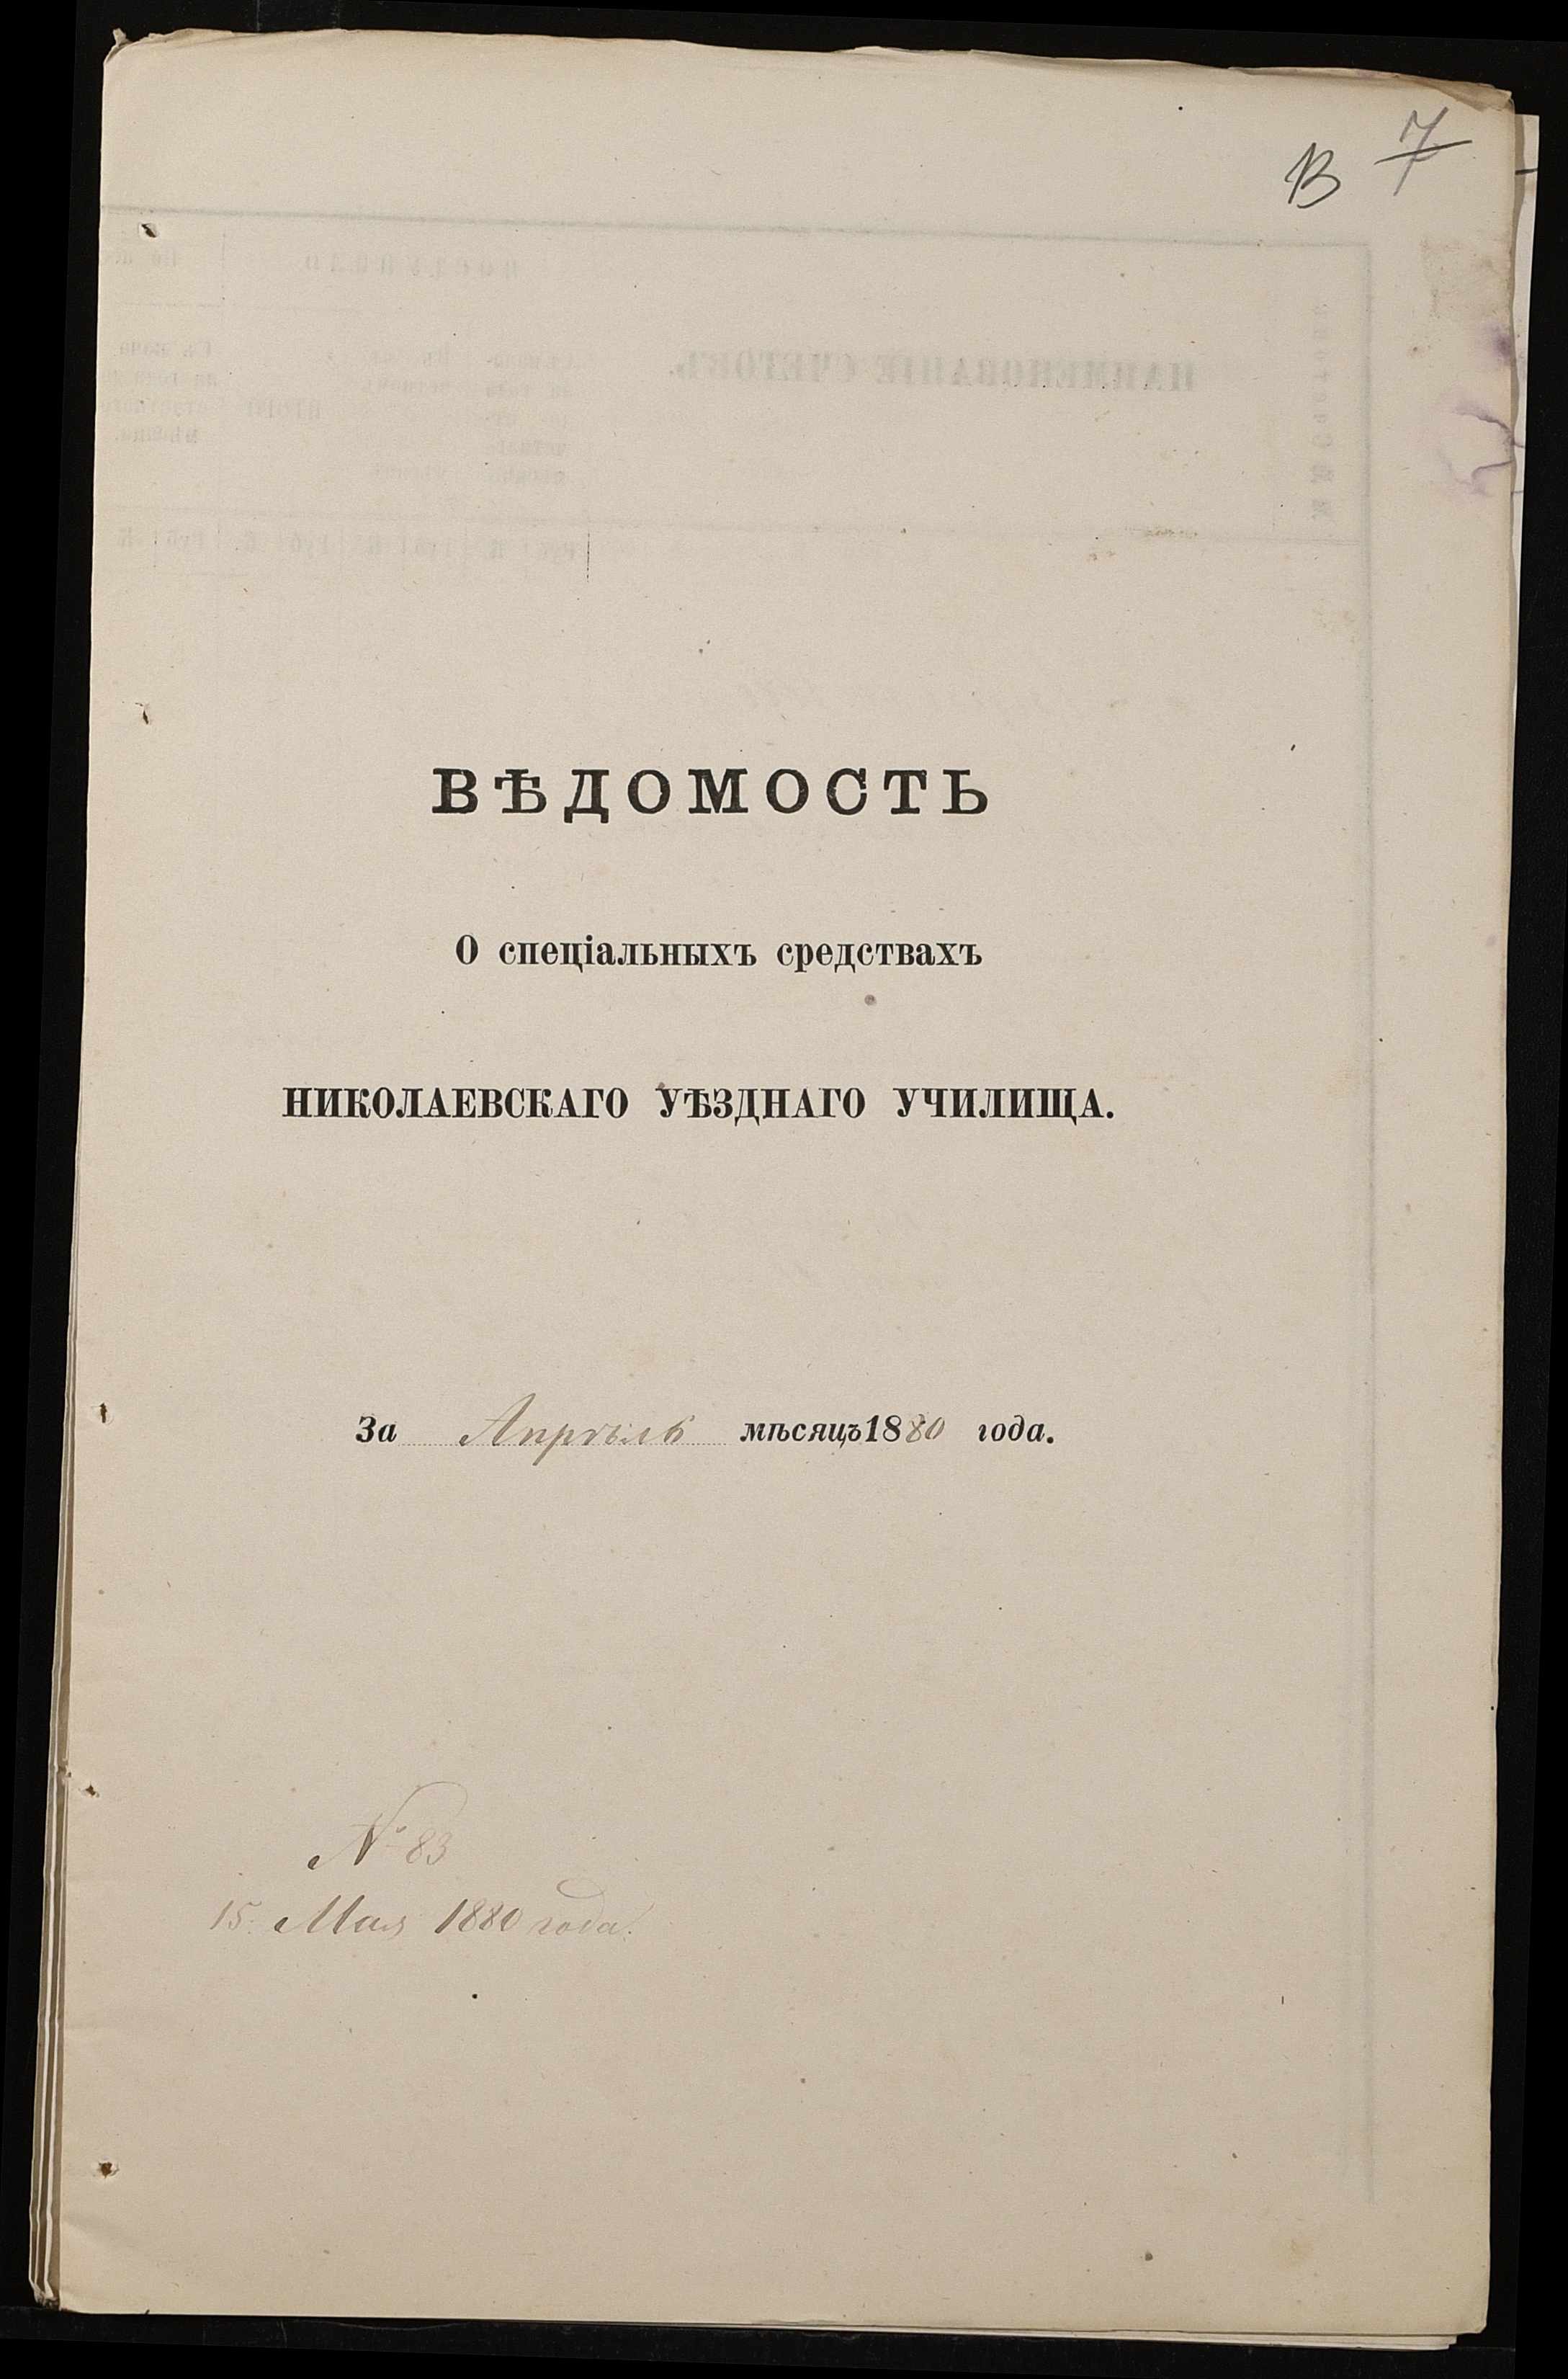 В 7
ВѢДОМОСТЬ
О спеціальныхъ средствахъ
НИКОЛАЕВСКАГО УѢЗДНАГО УЧИЛИЩА.
За Апрѣль мѣсяцъ 1880 года.
№ 83
15. Мая 1880 года.